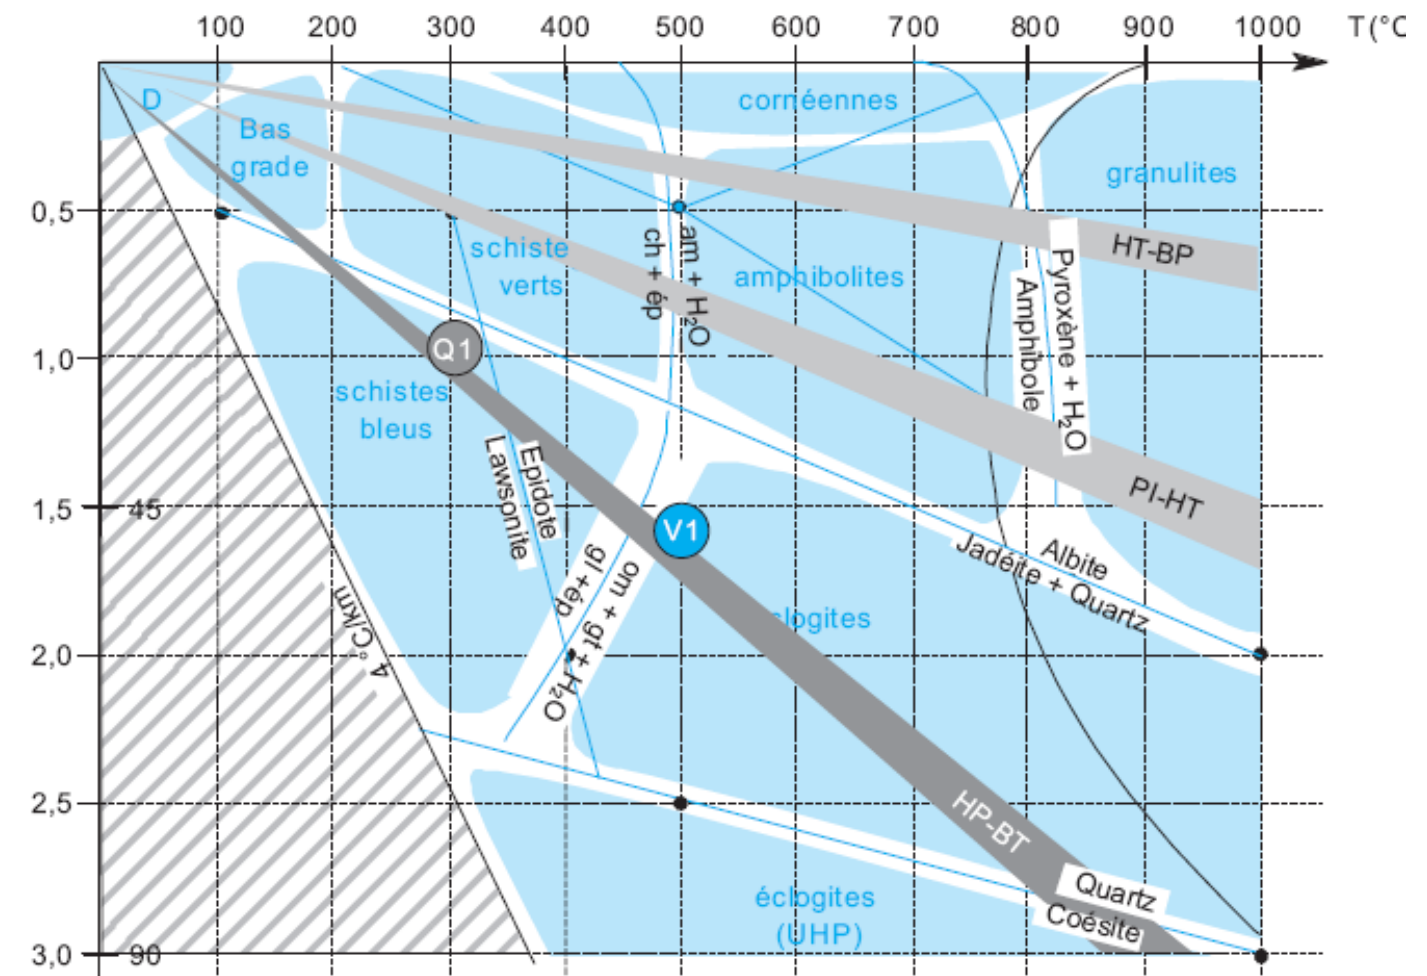 100 200 300 400 500 600 700 800 900 1000 T(°C
D
cornéennes
Bas
grade
granulites
0,5
HT-BP
schiste
verts
ch + ép
am + H₂O
amphibolites
Amphibole
Pyroxène + H₂O
Q1
1,0
schistes
bleus
Lawsonite
Epidote
PI-HT
1,5
45
V1
Albite
Jadéite + Quartz
gl +ép
om + gt + H₂O
4 °C/km
clogites
2,0
2,5
HP-BT
Quartz
Coésite
éclogites
(UHP)
3,0
90